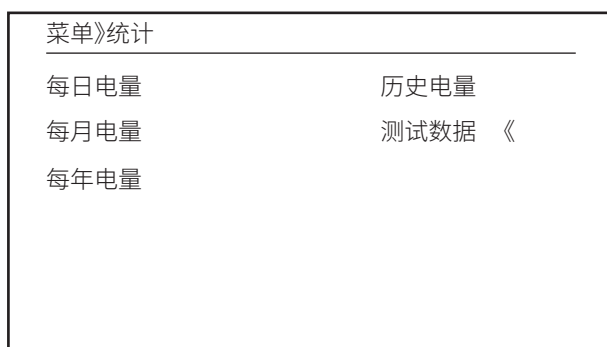 菜单》统计
每日电量 历史电量
每月电量 测试数据 《
每年电量